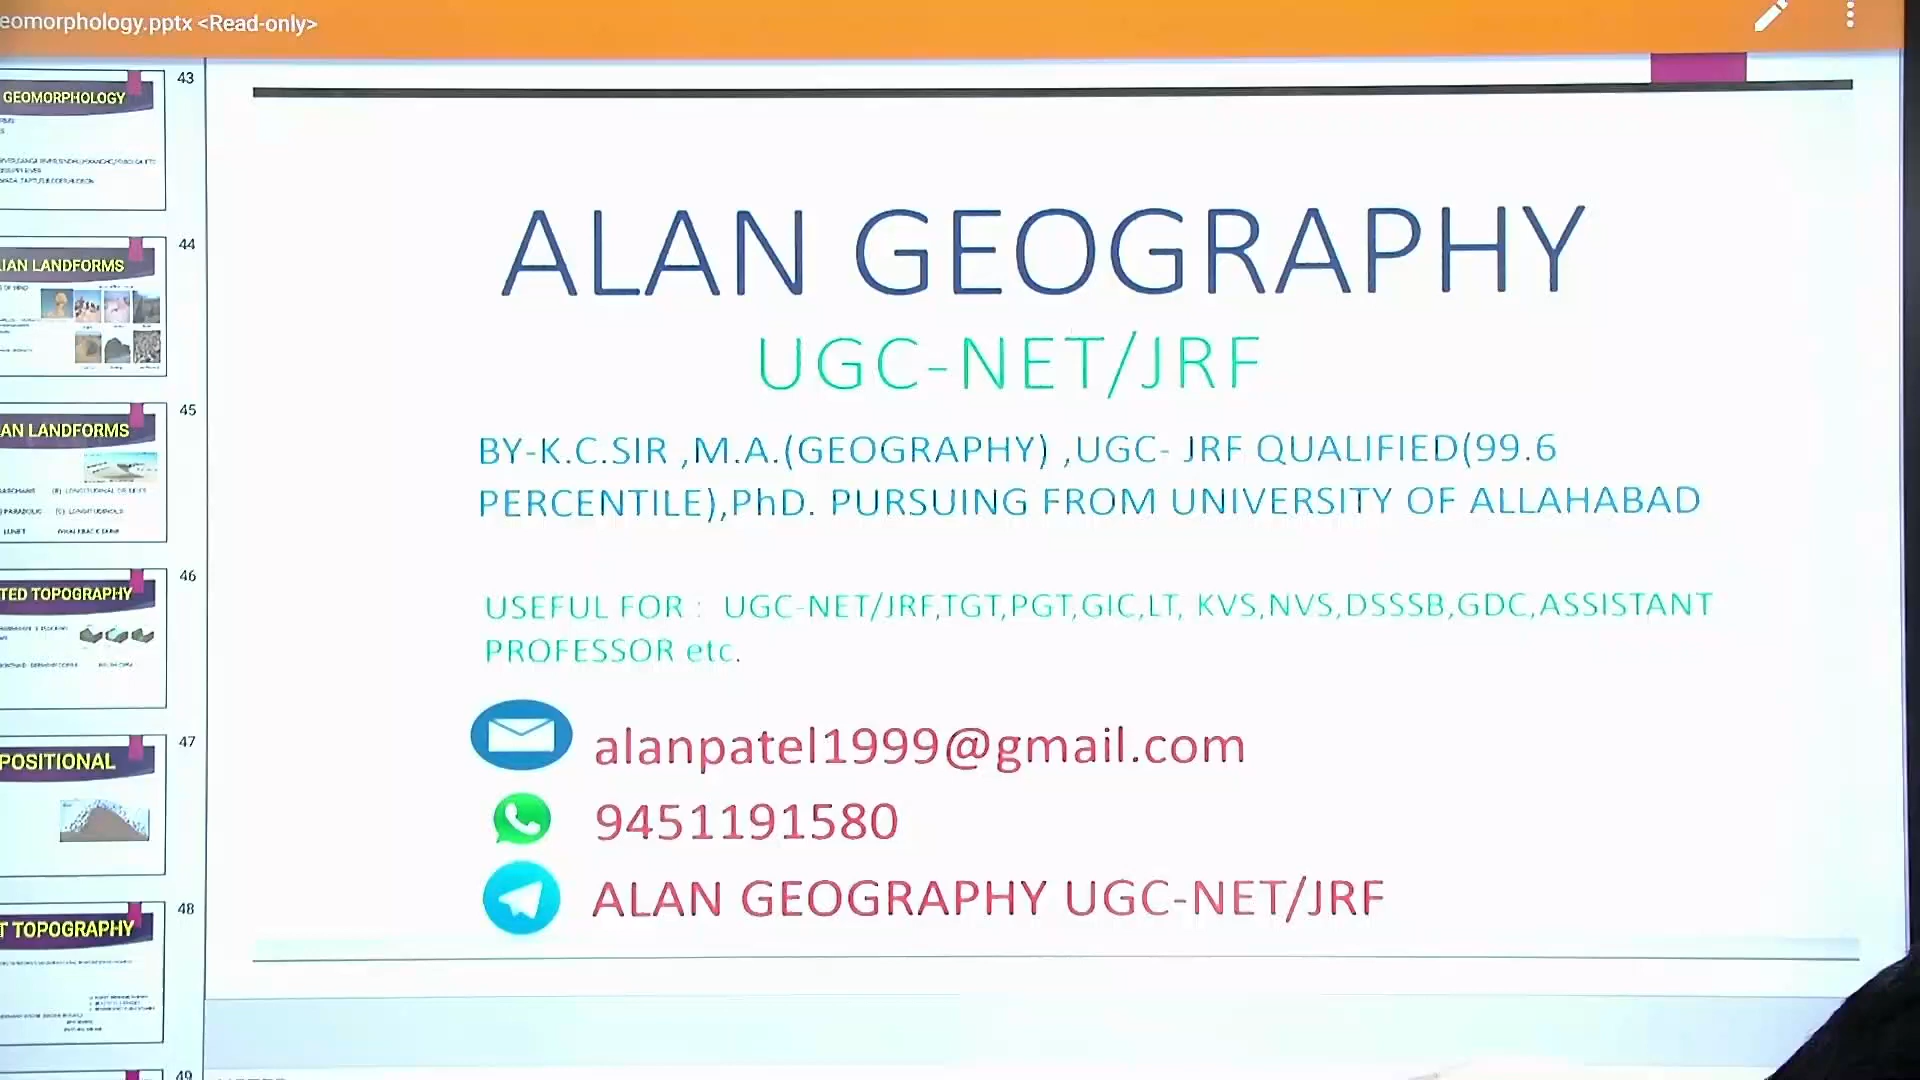 eomorphology.pptx <Read-only>
43
GEOMORPHOLOGY
44
IAN LANDFORMS
45
AN LANDFORMS
46
TED TOPOGRAPHY
47
POSITIONAL
48
T TOPOGRAPHY
49
ALAN GEOGRAPHY
UGC-NET/JRF
BY-K.C.SIR ,M.A.(GEOGRAPHY) ,UGC- JRF QUALIFIED(99.6
PERCENTILE),PhD. PURSUING FROM UNIVERSITY OF ALLAHABAD
USEFUL FOR : UGC-NET/JRF,TGT,PGT,GIC,LT, KVS,NVS,DSSSB,GDC,ASSISTANT
PROFESSOR etc.
alanpatel1999@gmail.com
9451191580
ALAN GEOGRAPHY UGC-NET/JRF